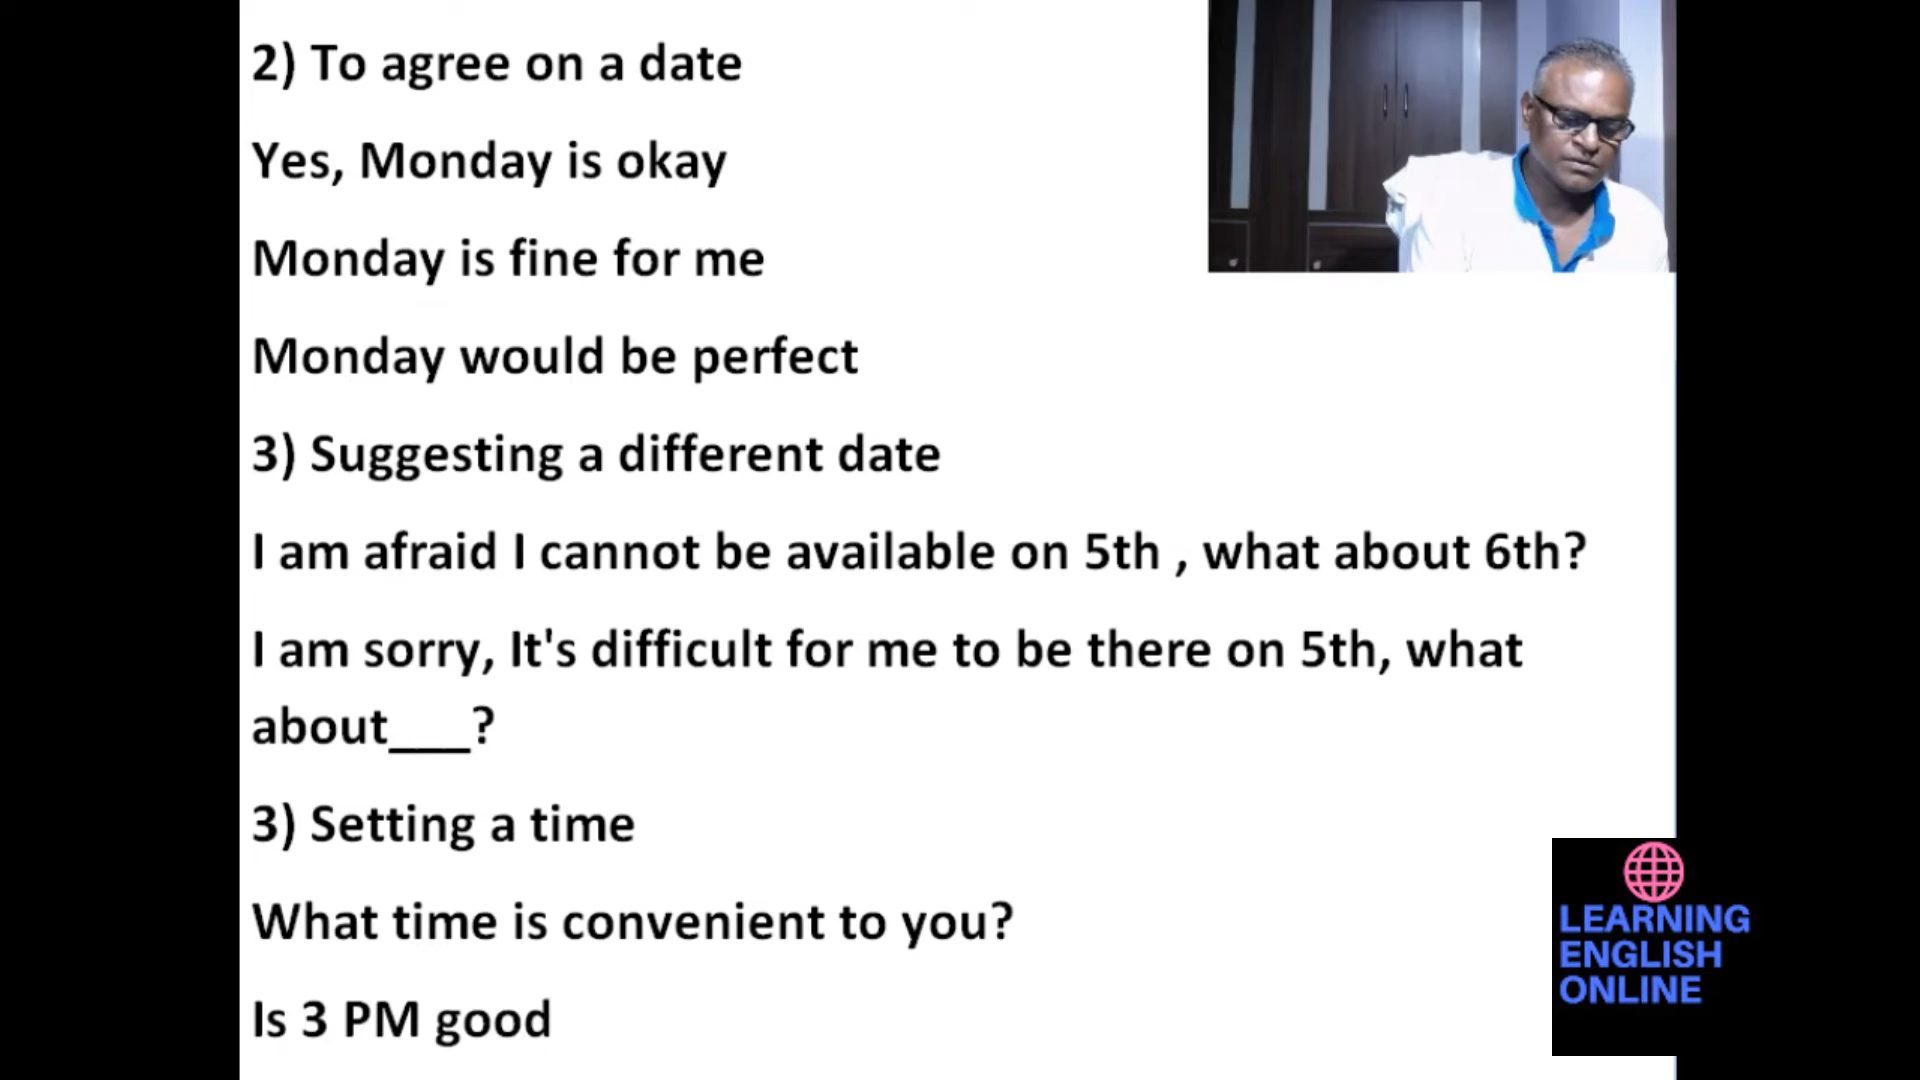 2) To agree on a date
Yes, Monday is okay
Monday is fine for me
Monday would be perfect
3) Suggesting a different date
I am afraid I cannot be available on 5th , what about 6th?
I am sorry, It's difficult for me to be there on 5th, what
about___?
3) Setting a time
What time is convenient to you?
Is 3 PM good
LEARNING
ENGLISH
ONLINE